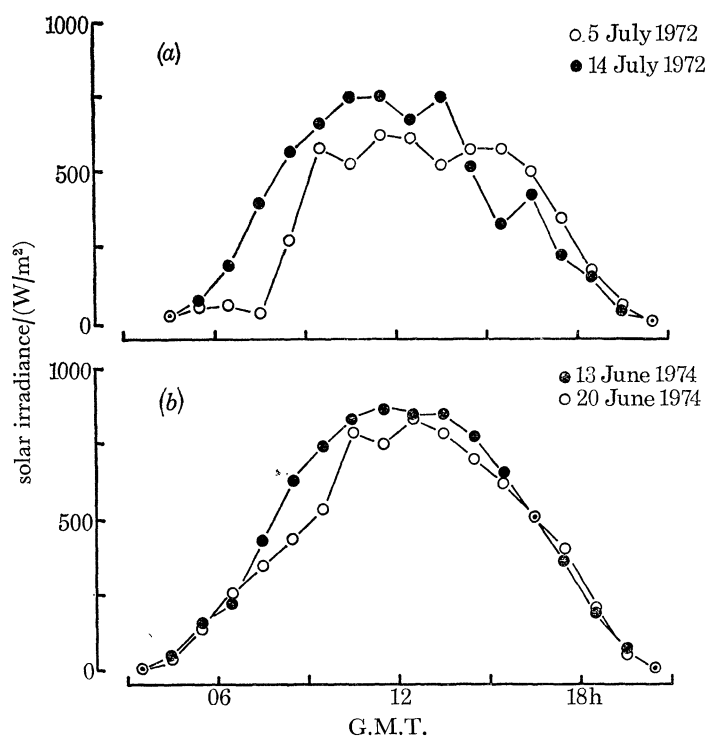 1000
(a)
5 July 1972
14 July 1972
500
0
solar irradiance/(W/m²)
1000
(b)
13 June 1974
20 June 1974
500
0
06 12 18h
G.M.T.